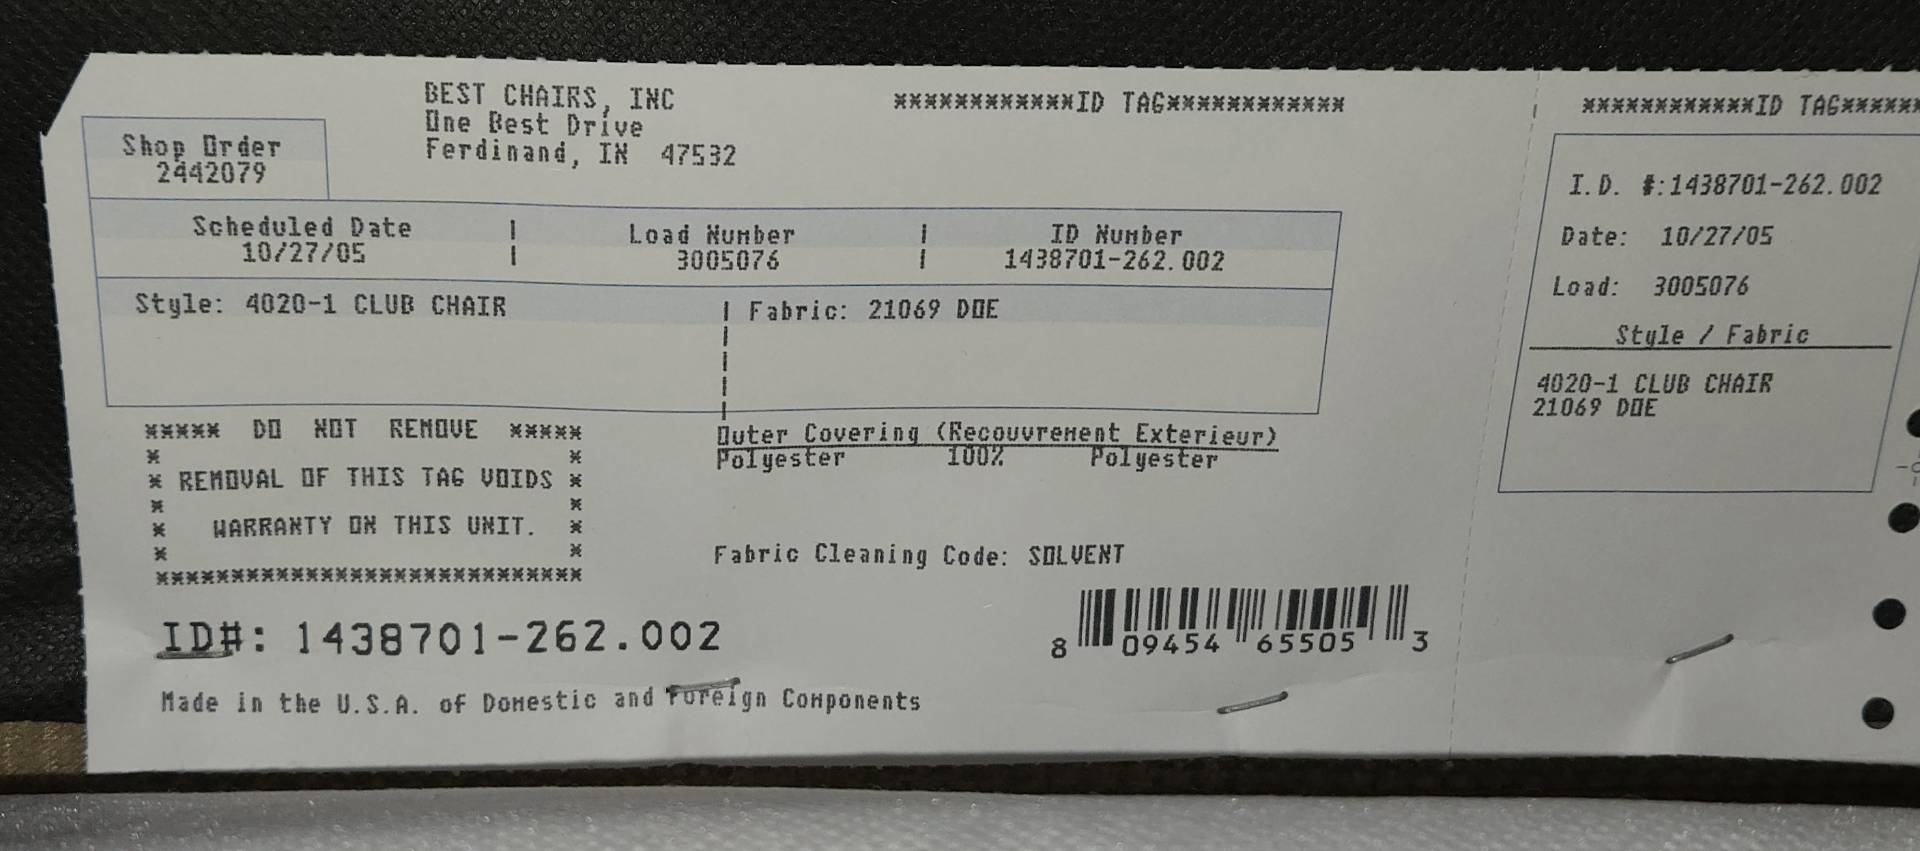 BEST CHAIRS, INC
One Best Drive
Ferdinand, IN 47532
************ID TAG************
Shop Order
2442079
Scheduled Date | Load Number | ID Number
10/27/05 | 3005076 | 1438701-262.002
Style: 4020-1 CLUB CHAIR | Fabric: 21069 DOE
***** DO NOT REMOVE *****
* REMOVAL OF THIS TAG VOIDS *
* WARRANTY ON THIS UNIT. *
*****************************
Outer Covering (Recouvrement Exterieur)
Polyester 100% Polyester
Fabric Cleaning Code: SOLVENT
ID#: 1438701-262.002
8 09454 65505 3
Made in the U.S.A. of Domestic and Foreign Components
************ID TAG******
I.D. #:1438701-262.002
Date: 10/27/05
Load: 3005076
Style / Fabric
4020-1 CLUB CHAIR
21069 DOE